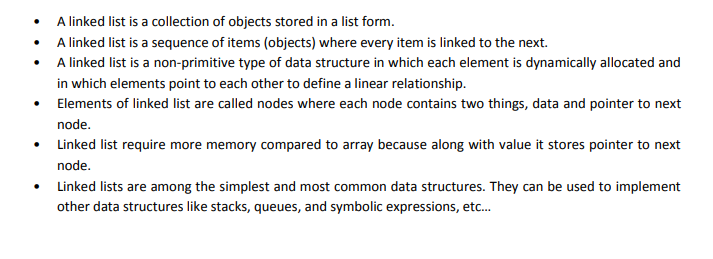 • A linked list is a collection of objects stored in a list form.
• A linked list is a sequence of items (objects) where every item is linked to the next.
• A linked list is a non-primitive type of data structure in which each element is dynamically allocated and
in which elements point to each other to define a linear relationship.
• Elements of linked list are called nodes where each node contains two things, data and pointer to next
node.
• Linked list require more memory compared to array because along with value it stores pointer to next
node.
• Linked lists are among the simplest and most common data structures. They can be used to implement
other data structures like stacks, queues, and symbolic expressions, etc...